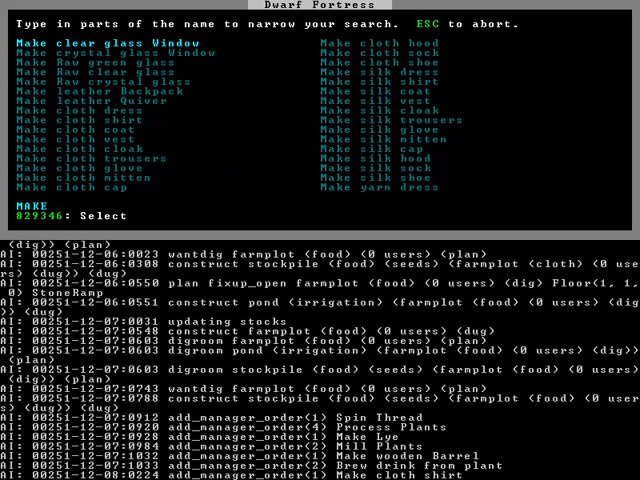 Dwarf Fortress
Type in parts of the name to narrow your search.  ESC to abort.
Make clear glass Window  Make cloth hood
Make crystal glass Window  Make cloth sock
Make Raw green glass  Make cloth shoe
Make Raw clear glass  Make silk dress
Make Raw crystal glass  Make silk shirt
Make leather Backpack  Make silk coat
Make leather Quiver  Make silk vest
Make cloth dress  Make silk cloak
Make cloth shirt  Make silk trousers
Make cloth coat  Make silk glove
Make cloth vest  Make silk mitten
Make cloth cloak  Make silk cap
Make cloth trousers  Make silk hood
Make cloth glove  Make silk sock
Make cloth mitten  Make silk shoe
Make cloth cap  Make yarn dress
MAKE
829346: Select
(dig)) (plan)
AI: 00251-12-06:0023 wantdig farmplot (food) (0 users) (plan)
AI: 00251-12-06:0308 construct stockpile (food) (seeds) (farmplot (cloth) (0 use
rs) (dug)) (dug)
AI: 00251-12-06:0550 plan fixup_open farmplot (food) (0 users) (dig) Floor(1, 1,
0) StoneRamp
AI: 00251-12-06:0551 construct pond (irrigation) (farmplot (food) (0 users) (dig
)) (dug)
AI: 00251-12-07:0031 updating stocks
AI: 00251-12-07:0548 construct farmplot (food) (0 users) (dug)
AI: 00251-12-07:0603 digroom farmplot (food) (0 users) (plan)
AI: 00251-12-07:0603 digroom pond (irrigation) (farmplot (food) (0 users) (dig))
(plan)
AI: 00251-12-07:0603 digroom stockpile (food) (seeds) (farmplot (food) (0 users)
(dig)) (plan)
AI: 00251-12-07:0743 wantdig farmplot (food) (0 users) (plan)
AI: 00251-12-07:0788 construct stockpile (food) (seeds) (farmplot (food) (0 user
s) (dug)) (dug)
AI: 00251-12-07:0912 add_manager_order(1) Spin Thread
AI: 00251-12-07:0920 add_manager_order(4) Process Plants
AI: 00251-12-07:0928 add_manager_order(1) Make Lye
AI: 00251-12-07:0984 add_manager_order(2) Mill Plants
AI: 00251-12-07:1032 add_manager_order(1) Make wooden Barrel
AI: 00251-12-07:1033 add_manager_order(2) Brew drink from plant
AI: 00251-12-08:0224 add_manager_order(1) Make cloth shirt